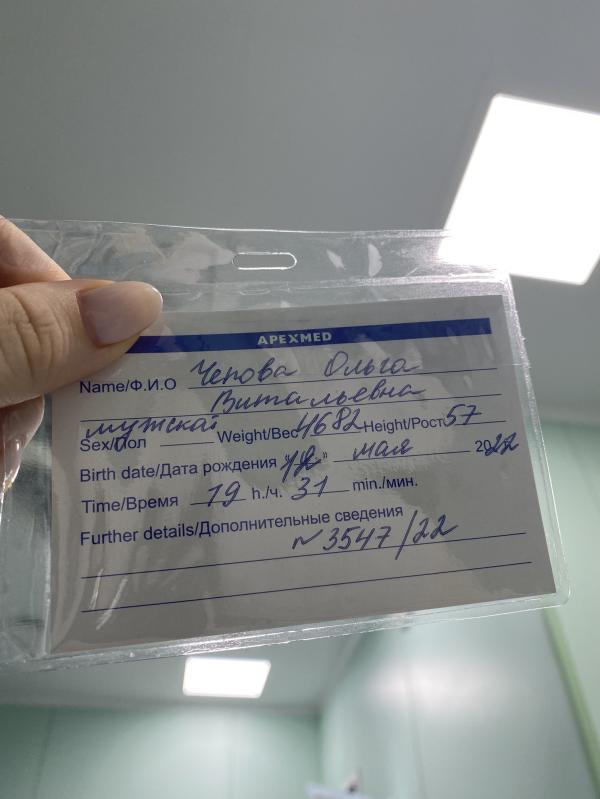 APEXMED
Name/Ф.И.О Чепова Ольга
Витальевна
мужской
Sex/Пол Weight/Вес 4682 Height/Рост 57
Birth date/Дата рождения " " мая 2022
Time/Время 19 h./ч. 31 min./мин.
Further details/Дополнительные сведения
N 3547/22